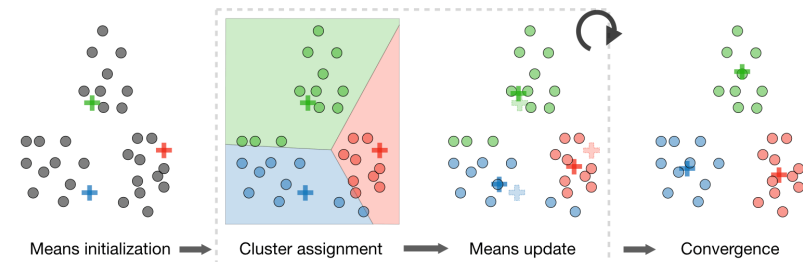 Means initialization
Cluster assignment
Means update
Convergence